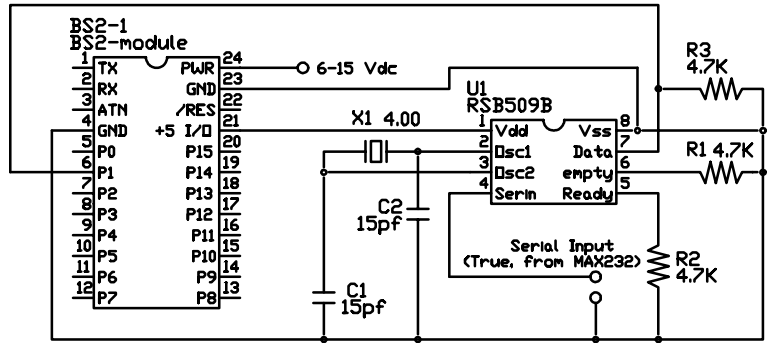 BS2-1
BS2-module
1 TX PWR 24
2 RX GND 23
3 ATN /RES 22
4 GND +5 I/O 21
5 P0 P15 20
6 P1 P14 19
7 P2 P13 18
8 P3 P12 17
9 P4 P11 16
10 P5 P10 15
11 P6 P9 14
12 P7 P8 13
6-15 Vdc
X1 4.00
U1
RSB509B
1 Vdd Vss 8
2 Osc1 Data 7
3 Osc2 empty 6
4 Serin Ready 5
R3
4.7K
R1 4.7K
C2
15pf
Serial Input
(True, from MAX232)
R2
4.7K
C1
15pf